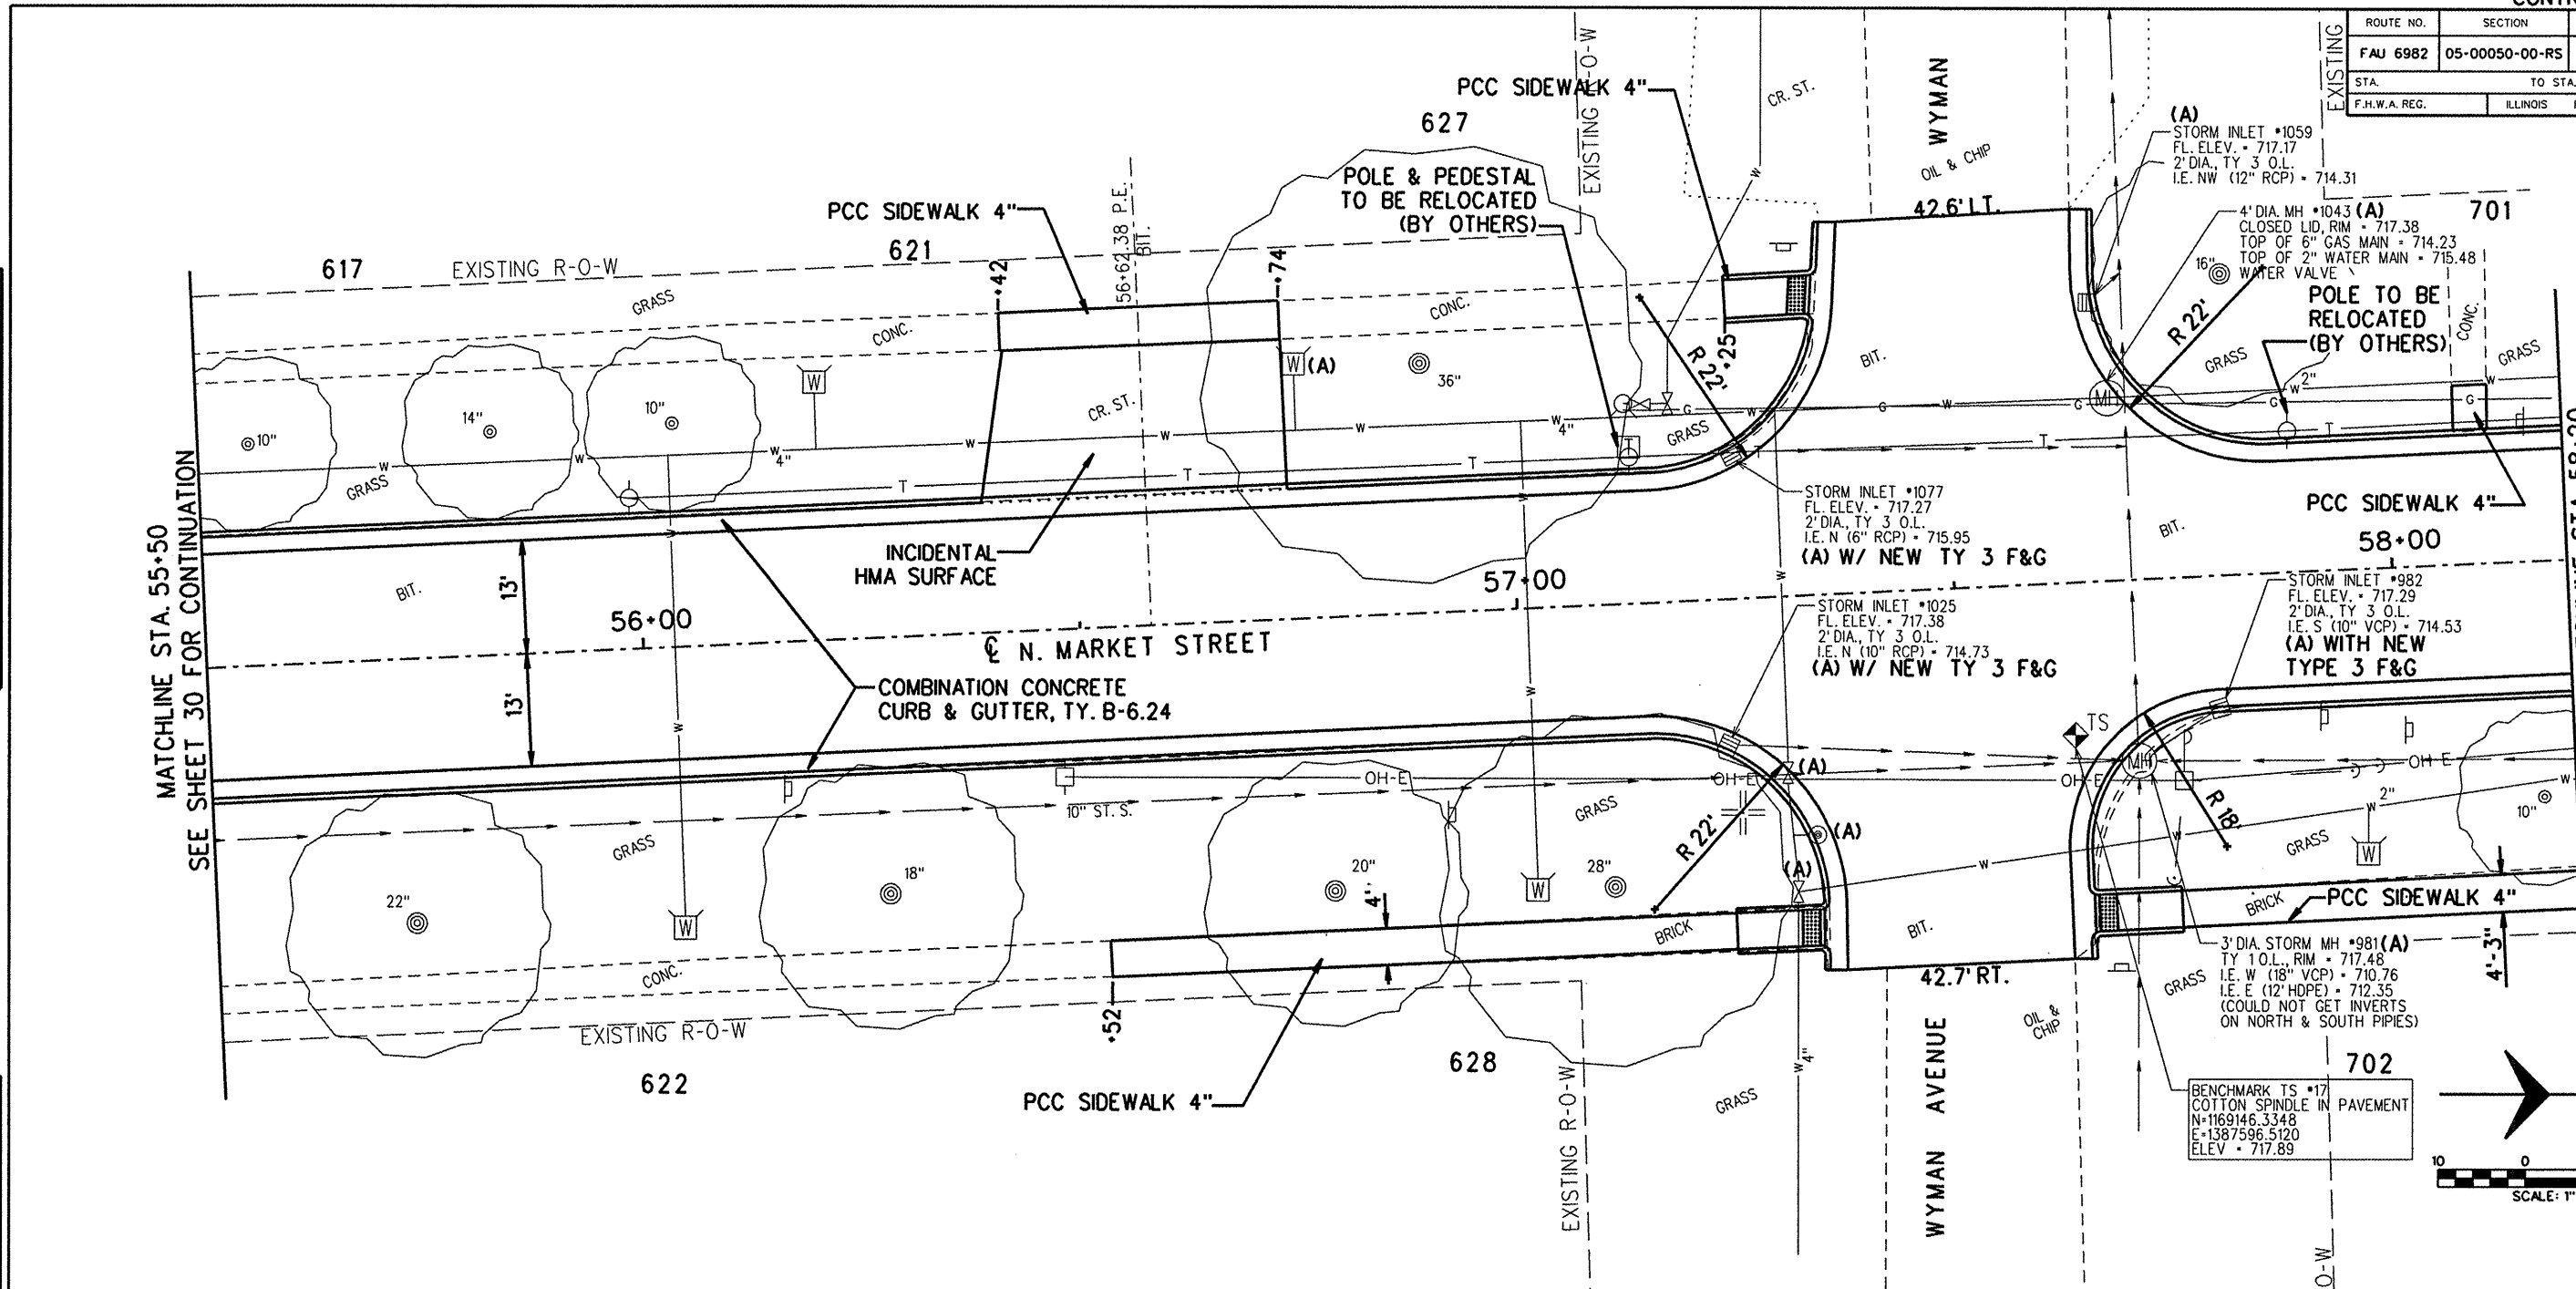 ROUTE NO.
SECTION
FAU 6982
05-00050-00-RS
STA.
TO STA.
F.H.W.A. REG.
ILLINOIS
EXISTING
EXISTING R-O-W
WYMAN
CR. ST.
OIL & CHIP
PCC SIDEWALK 4"
627
POLE & PEDESTAL
TO BE RELOCATED
(BY OTHERS)
(A)
STORM INLET #1059
FL. ELEV. = 717.17
2' DIA., TY 3 O.L.
I.E. NW (12" RCP) = 714.31
4' DIA. MH #1043 (A)
CLOSED LID, RIM = 717.38
TOP OF 6" GAS MAIN = 714.23
TOP OF 2" WATER MAIN = 715.48
WATER VALVE
701
16"
42.6' LT.
PCC SIDEWALK 4"
617
EXISTING R-O-W
621
+42
56+62.38 P.E.
BIT.
+74
GRASS
CONC.
CONC.
R 22'
+25
BIT.
R 22'
GRASS
POLE TO BE
RELOCATED
(BY OTHERS)
CONC.
GRASS
10"
14"
10"
W
CR. ST.
W
(A)
36"
W
4"
G
W
G
W
G
MH
W
2"
G
W
G
GRASS
W
4"
T
T
T
T
T
T
T
GRASS
PCC SIDEWALK 4"
STORM INLET #1077
FL. ELEV. = 717.27
2' DIA., TY 3 O.L.
I.E. N (6" RCP) = 715.95
(A) W/ NEW TY 3 F&G
BIT.
58+00
MATCHLINE STA. 55+50
SEE SHEET 30 FOR CONTINUATION
INCIDENTAL
HMA SURFACE
BIT.
13'
13'
56+00
57+00
℄ N. MARKET STREET
STORM INLET #1025
FL. ELEV. = 717.38
2' DIA., TY 3 O.L.
I.E. N (10" RCP) = 714.73
(A) W/ NEW TY 3 F&G
STORM INLET #982
FL. ELEV. = 717.29
2' DIA., TY 3 O.L.
I.E. S (10" VCP) = 714.53
(A) WITH NEW
TYPE 3 F&G
COMBINATION CONCRETE
CURB & GUTTER, TY. B-6.24
TS
OH-E
OH-E
(A)
OH-E
MH
OH-E
10" ST. S.
GRASS
GRASS
R 22'
(A)
(A)
R 18'
W
2"
W
10"
GRASS
W
22"
18"
20"
28"
W
W
4'
BRICK
BIT.
BRICK
PCC SIDEWALK 4"
CONC.
EXISTING R-O-W
+52
42.7' RT.
3' DIA. STORM MH #981 (A)
TY 1 O.L., RIM = 717.48
I.E. W (18" VCP) = 710.76
I.E. E (12' HDPE) = 712.35
(COULD NOT GET INVERTS
ON NORTH & SOUTH PIPIES)
4'-3"
GRASS
OIL &
CHIP
622
628
702
PCC SIDEWALK 4"
EXISTING R-O-W
W
4"
GRASS
WYMAN AVENUE
BENCHMARK TS #17
COTTON SPINDLE IN PAVEMENT
N=1169146.3348
E=1387596.5120
ELEV = 717.89
10
0
SCALE: 1"
O-W